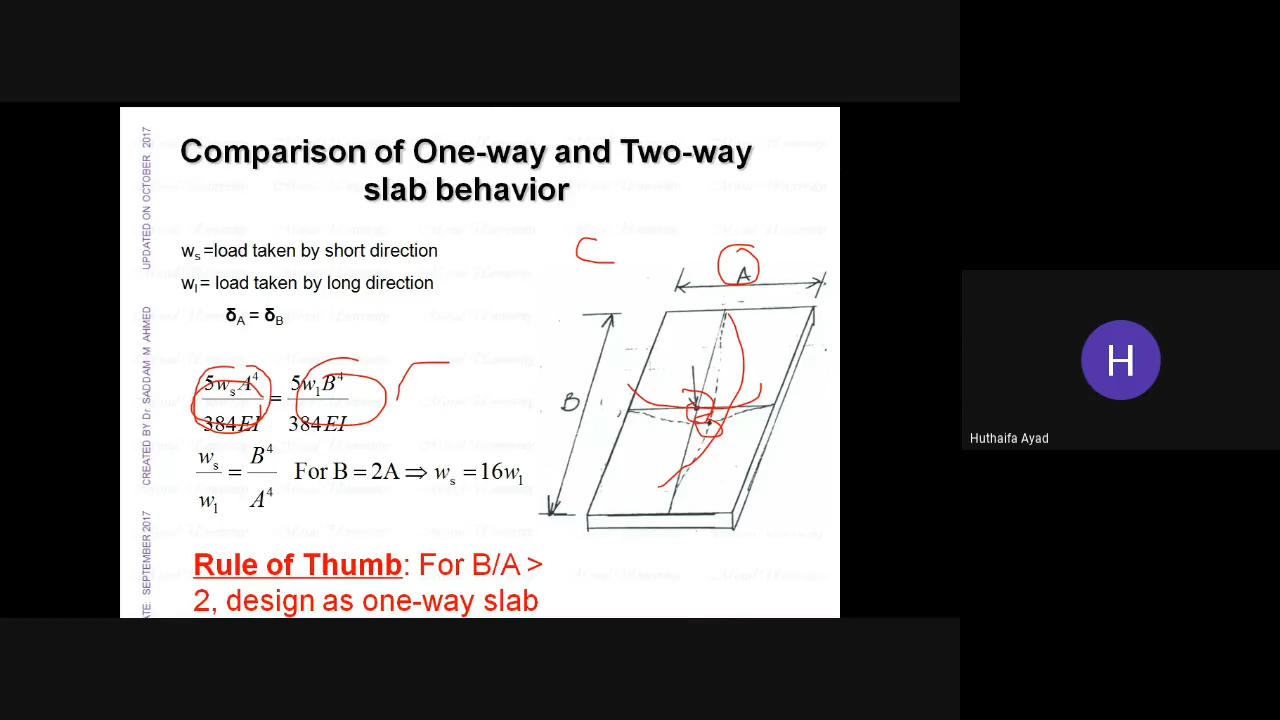 Comparison of One-way and Two-way
slab behavior
ws =load taken by short direction
wl = load taken by long direction
δA = δB
5wsA⁴/384EI = 5wlB⁴/384EI
ws/wl = B⁴/A⁴ For B = 2A ⇒ ws = 16wl
Rule of Thumb: For B/A >
2, design as one-way slab
A
B
UPDATED ON OCTOBER 2017
CREATED BY Dr. SADDAM M AHMED
ATE: SEPTEMBER 2017
H
Huthaifa Ayad